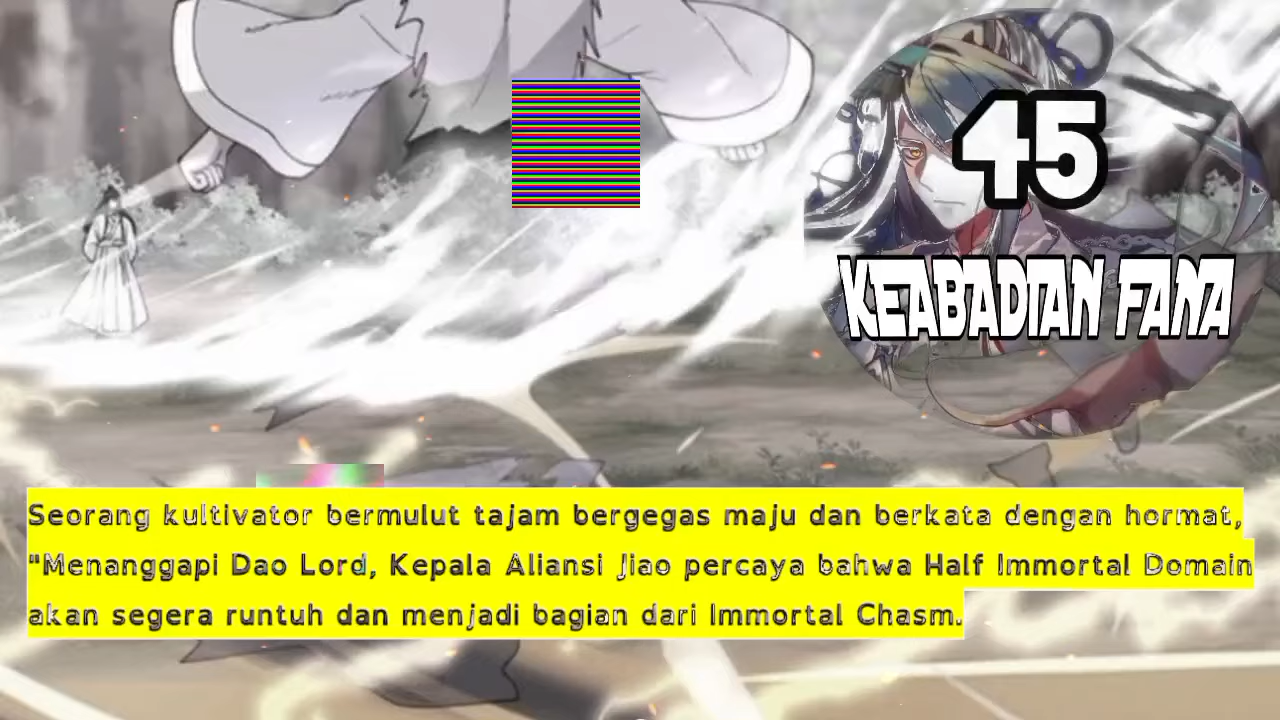 45
KEABADIAN FANA
Seorang kultivator bermulut tajam bergegas maju dan berkata dengan hormat,
"Menanggapi Dao Lord, Kepala Aliansi Jiao percaya bahwa Half Immortal Domain
akan segera runtuh dan menjadi bagian dari Immortal Chasm.